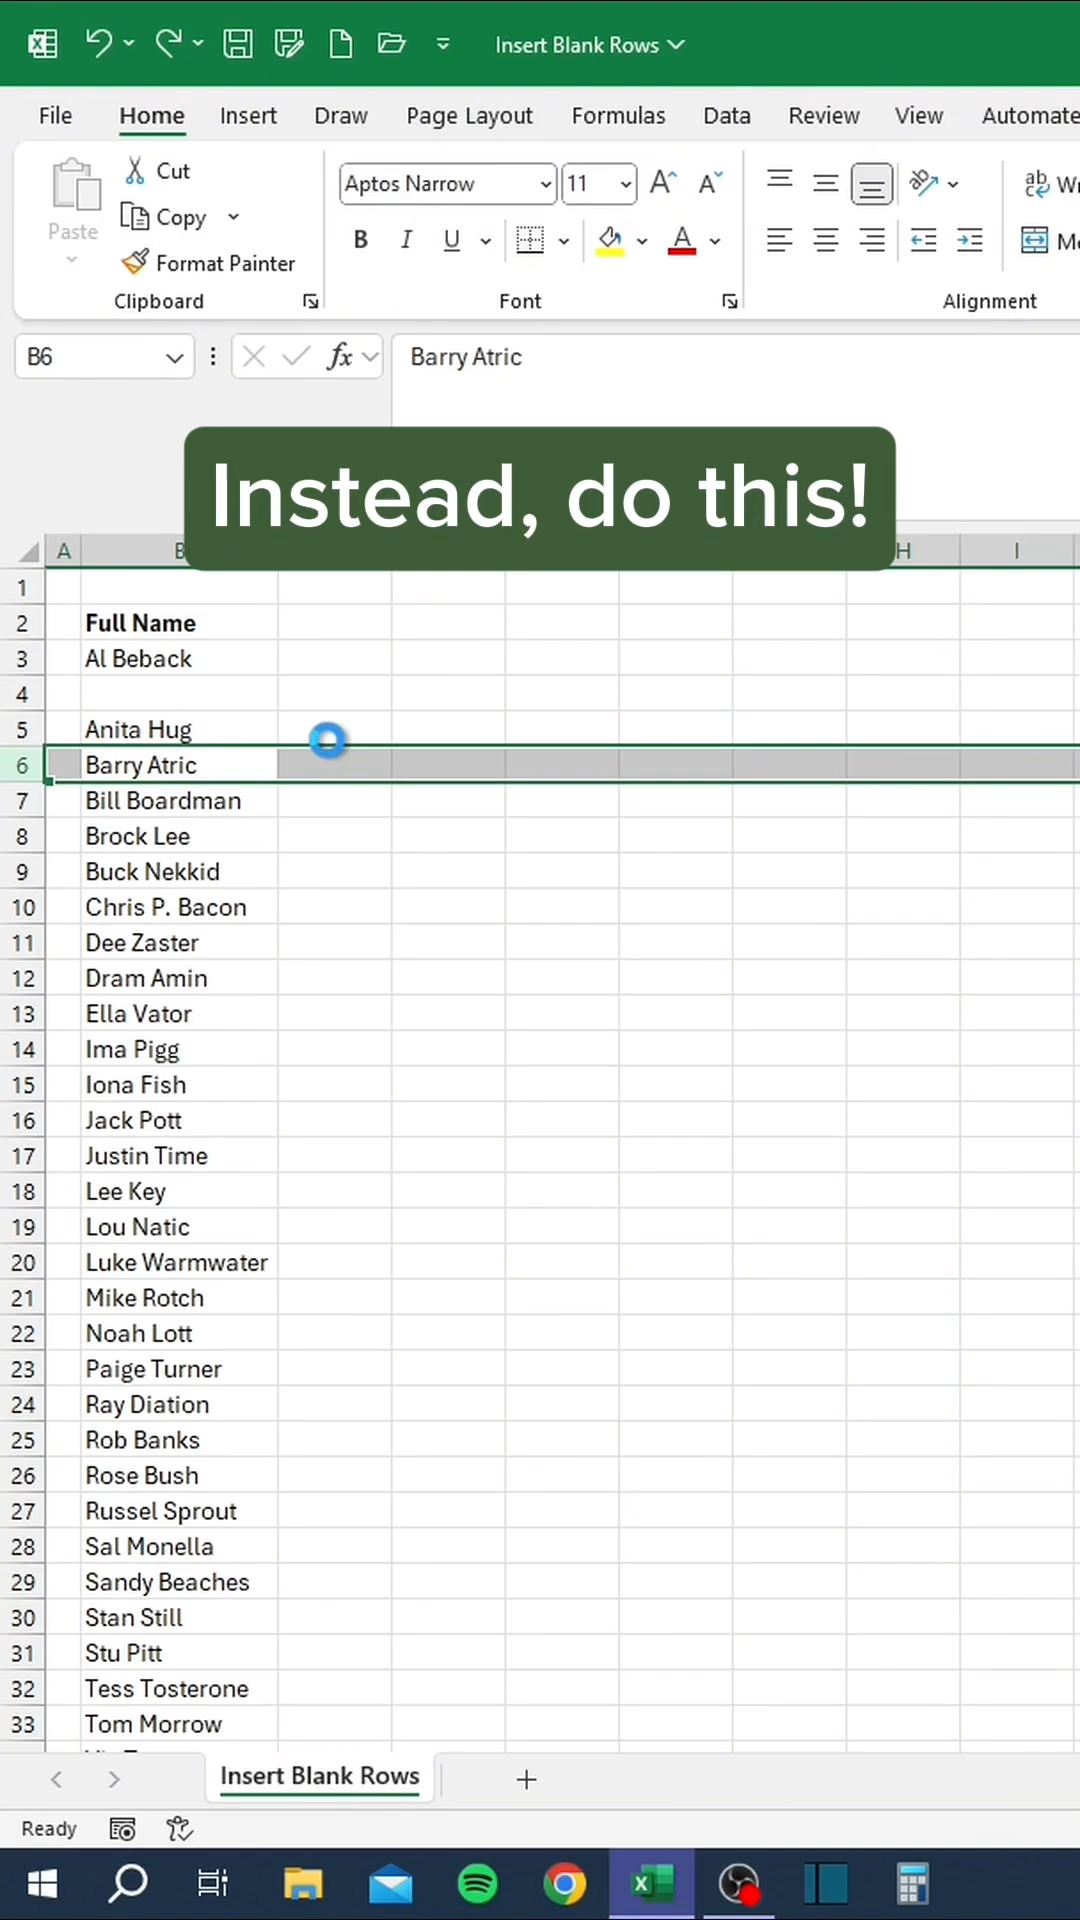 Insert Blank Rows
File Home Insert Draw Page Layout Formulas Data Review View Automate
Paste
Cut
Copy
Format Painter
Clipboard
Aptos Narrow 11
B I U
Font
Alignment
B6 fx Barry Atric
Instead, do this!
A H I
1
2 Full Name
3 Al Beback
4
5 Anita Hug
6 Barry Atric
7 Bill Boardman
8 Brock Lee
9 Buck Nekkid
10 Chris P. Bacon
11 Dee Zaster
12 Dram Amin
13 Ella Vator
14 Ima Pigg
15 Iona Fish
16 Jack Pott
17 Justin Time
18 Lee Key
19 Lou Natic
20 Luke Warmwater
21 Mike Rotch
22 Noah Lott
23 Paige Turner
24 Ray Diation
25 Rob Banks
26 Rose Bush
27 Russel Sprout
28 Sal Monella
29 Sandy Beaches
30 Stan Still
31 Stu Pitt
32 Tess Tosterone
33 Tom Morrow
Insert Blank Rows
Ready